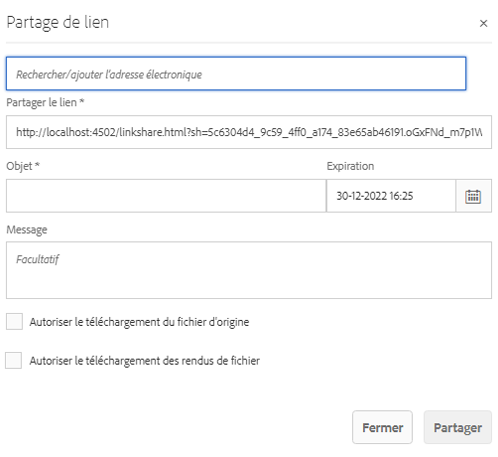 Partage de lien
×
Rechercher/ajouter l'adresse électronique
Partager le lien *
http://localhost:4502/linkshare.html?sh=5c6304d4_9c59_4ff0_a174_83e65ab46191.oGxFNd_m7p1W
Objet * Expiration
30-12-2022 16:25
Message
Facultatif
Autoriser le téléchargement du fichier d'origine
Autoriser le téléchargement des rendus de fichier
Fermer Partager